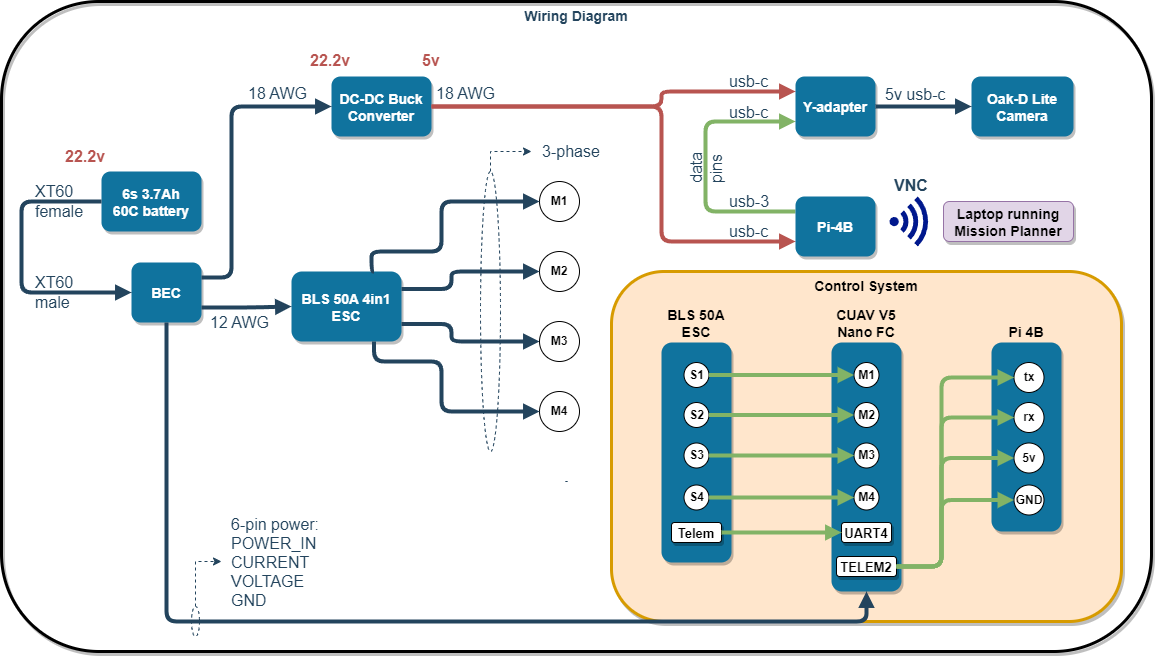 Wiring Diagram
22.2v
5v
18 AWG
DC-DC Buck
Converter
18 AWG
usb-c
usb-c
Y-adapter
5v usb-c
Oak-D Lite
Camera
22.2v
XT60
female
6s 3.7Ah
60C battery
3-phase
data
pins
usb-3
usb-c
Pi-4B
VNC
Laptop running
Mission Planner
XT60
male
BEC
12 AWG
BLS 50A 4in1
ESC
M1
M2
M3
M4
Control System
BLS 50A
ESC
CUAV V5
Nano FC
Pi 4B
S1
M1
tx
S2
M2
rx
S3
M3
5v
S4
M4
GND
Telem
UART4
TELEM2
6-pin power:
POWER_IN
CURRENT
VOLTAGE
GND
-